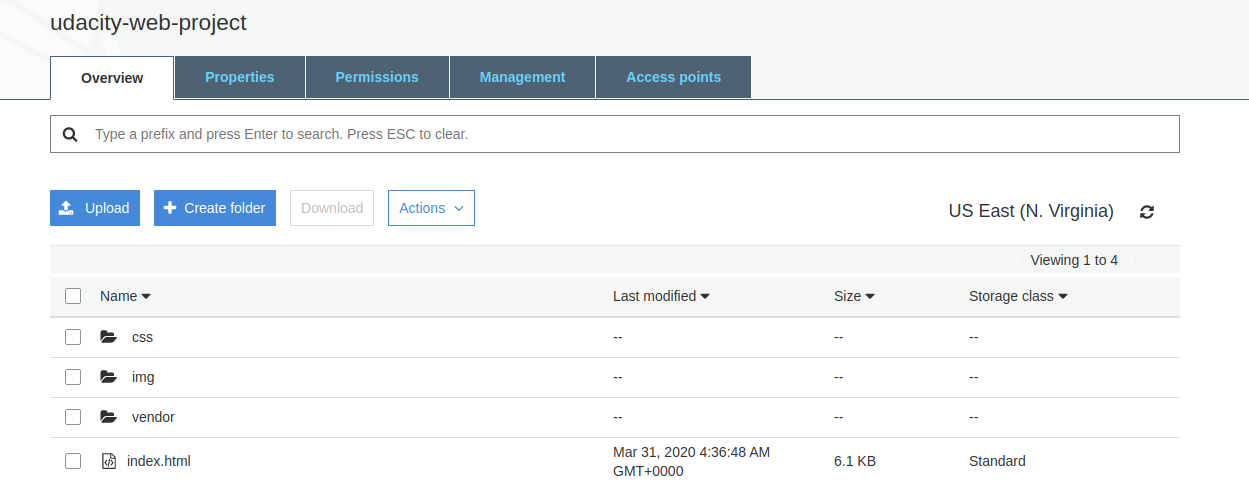 udacity-web-project
Overview Properties Permissions Management Access points
Type a prefix and press Enter to search. Press ESC to clear.
Upload Create folder Download Actions
US East (N. Virginia)
Viewing 1 to 4
Name Last modified Size Storage class
css -- -- --
img -- -- --
vendor -- -- --
index.html Mar 31, 2020 4:36:48 AM GMT+0000 6.1 KB Standard